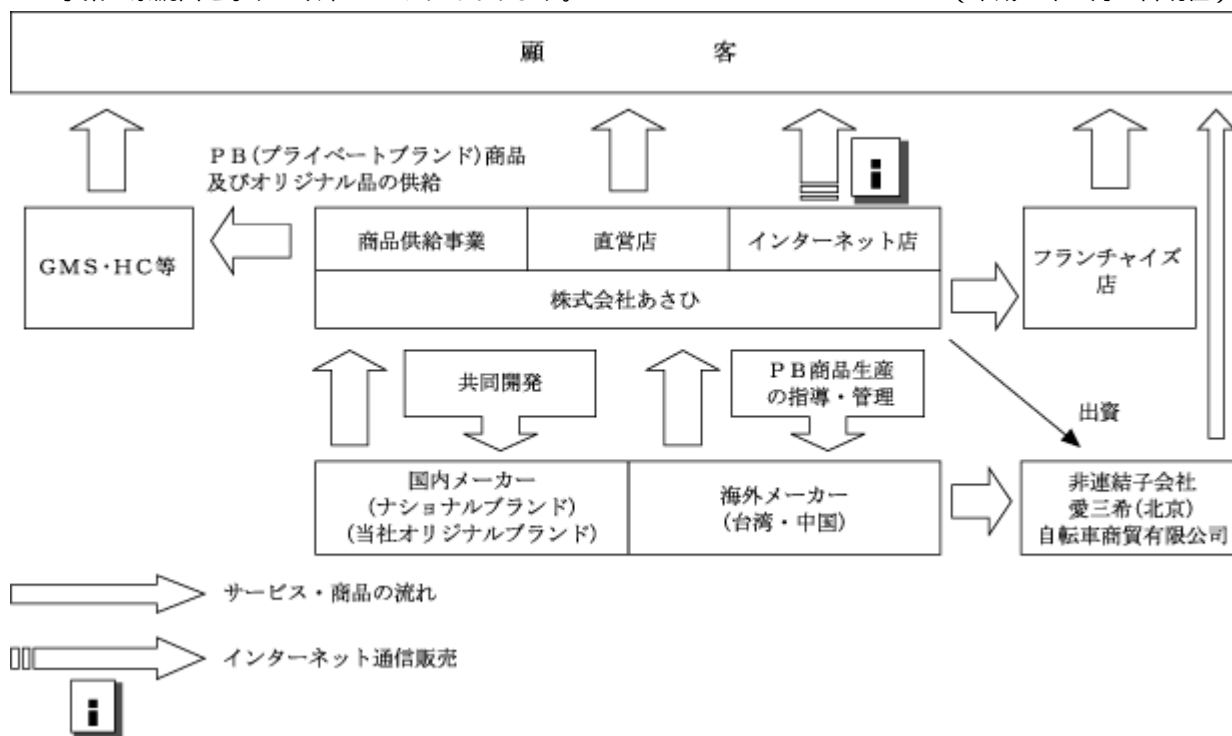 顧 客
PB(プライベートブランド)商品
及びオリジナル品の供給
GMS・HC等
商品供給事業
直営店
インターネット店
株式会社あさひ
フランチャイズ
店
共同開発
PB商品生産
の指導・管理
出資
国内メーカー
(ナショナルブランド)
(当社オリジナルブランド)
海外メーカー
(台湾・中国)
非連結子会社
愛三希(北京)
自転車商貿有限公司
サービス・商品の流れ
インターネット通信販売